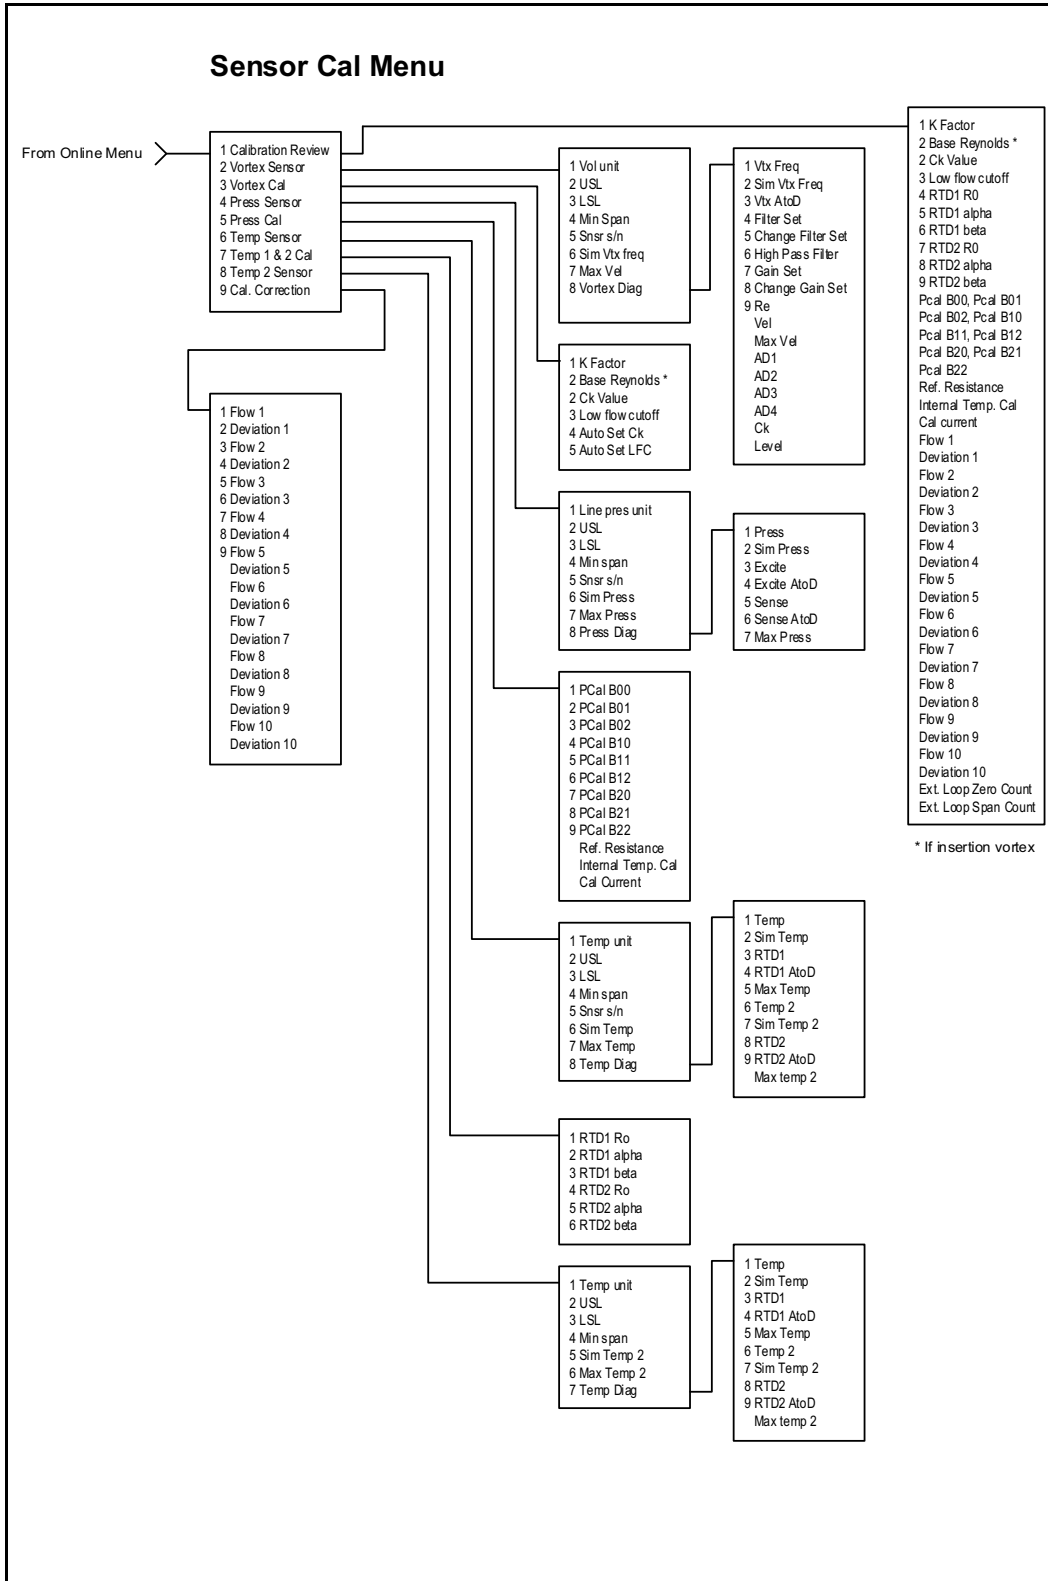 Sensor Cal Menu
From Online Menu
1 Calibration Review
2 Vortex Sensor
3 Vortex Cal
4 Press Sensor
5 Press Cal
6 Temp Sensor
7 Temp 1 & 2 Cal
8 Temp 2 Sensor
9 Cal. Correction
1 Flow 1
2 Deviation 1
3 Flow 2
4 Deviation 2
5 Flow 3
6 Deviation 3
7 Flow 4
8 Deviation 4
9 Flow 5
Deviation 5
Flow 6
Deviation 6
Flow 7
Deviation 7
Flow 8
Deviation 8
Flow 9
Deviation 9
Flow 10
Deviation 10
1 Vol unit
2 USL
3 LSL
4 Min Span
5 Snsr s/n
6 Sim Vtx freq
7 Max Vel
8 Vortex Diag
1 Vtx Freq
2 Sim Vtx Freq
3 Vtx AtoD
4 Filter Set
5 Change Filter Set
6 High Pass Filter
7 Gain Set
8 Change Gain Set
9 Re
Vel
Max Vel
AD1
AD2
AD3
AD4
Ck
Level
1 K Factor
2 Base Reynolds *
2 Ck Value
3 Low flow cutoff
4 Auto Set Ck
5 Auto Set LFC
1 Line pres unit
2 USL
3 LSL
4 Min span
5 Snsr s/n
6 Sim Press
7 Max Press
8 Press Diag
1 Press
2 Sim Press
3 Excite
4 Excite AtoD
5 Sense
6 Sense AtoD
7 Max Press
1 PCal B00
2 PCal B01
3 PCal B02
4 PCal B10
5 PCal B11
6 PCal B12
7 PCal B20
8 PCal B21
9 PCal B22
Ref. Resistance
Internal Temp. Cal
Cal Current
1 Temp unit
2 USL
3 LSL
4 Min span
5 Snsr s/n
6 Sim Temp
7 Max Temp
8 Temp Diag
1 Temp
2 Sim Temp
3 RTD1
4 RTD1 AtoD
5 Max Temp
6 Temp 2
7 Sim Temp 2
8 RTD2
9 RTD2 AtoD
Max temp 2
1 RTD1 Ro
2 RTD1 alpha
3 RTD1 beta
4 RTD2 Ro
5 RTD2 alpha
6 RTD2 beta
1 Temp unit
2 USL
3 LSL
4 Min span
5 Sim Temp 2
6 Max Temp 2
7 Temp Diag
1 Temp
2 Sim Temp
3 RTD1
4 RTD1 AtoD
5 Max Temp
6 Temp 2
7 Sim Temp 2
8 RTD2
9 RTD2 AtoD
Max temp 2
1 K Factor
2 Base Reynolds *
2 Ck Value
3 Low flow cutoff
4 RTD1 R0
5 RTD1 alpha
6 RTD1 beta
7 RTD2 R0
8 RTD2 alpha
9 RTD2 beta
Pcal B00, Pcal B01
Pcal B02, Pcal B10
Pcal B11, Pcal B12
Pcal B20, Pcal B21
Pcal B22
Ref. Resistance
Internal Temp. Cal
Cal current
Flow 1
Deviation 1
Flow 2
Deviation 2
Flow 3
Deviation 3
Flow 4
Deviation 4
Flow 5
Deviation 5
Flow 6
Deviation 6
Flow 7
Deviation 7
Flow 8
Deviation 8
Flow 9
Deviation 9
Flow 10
Deviation 10
Ext. Loop Zero Count
Ext. Loop Span Count
* If insertion vortex